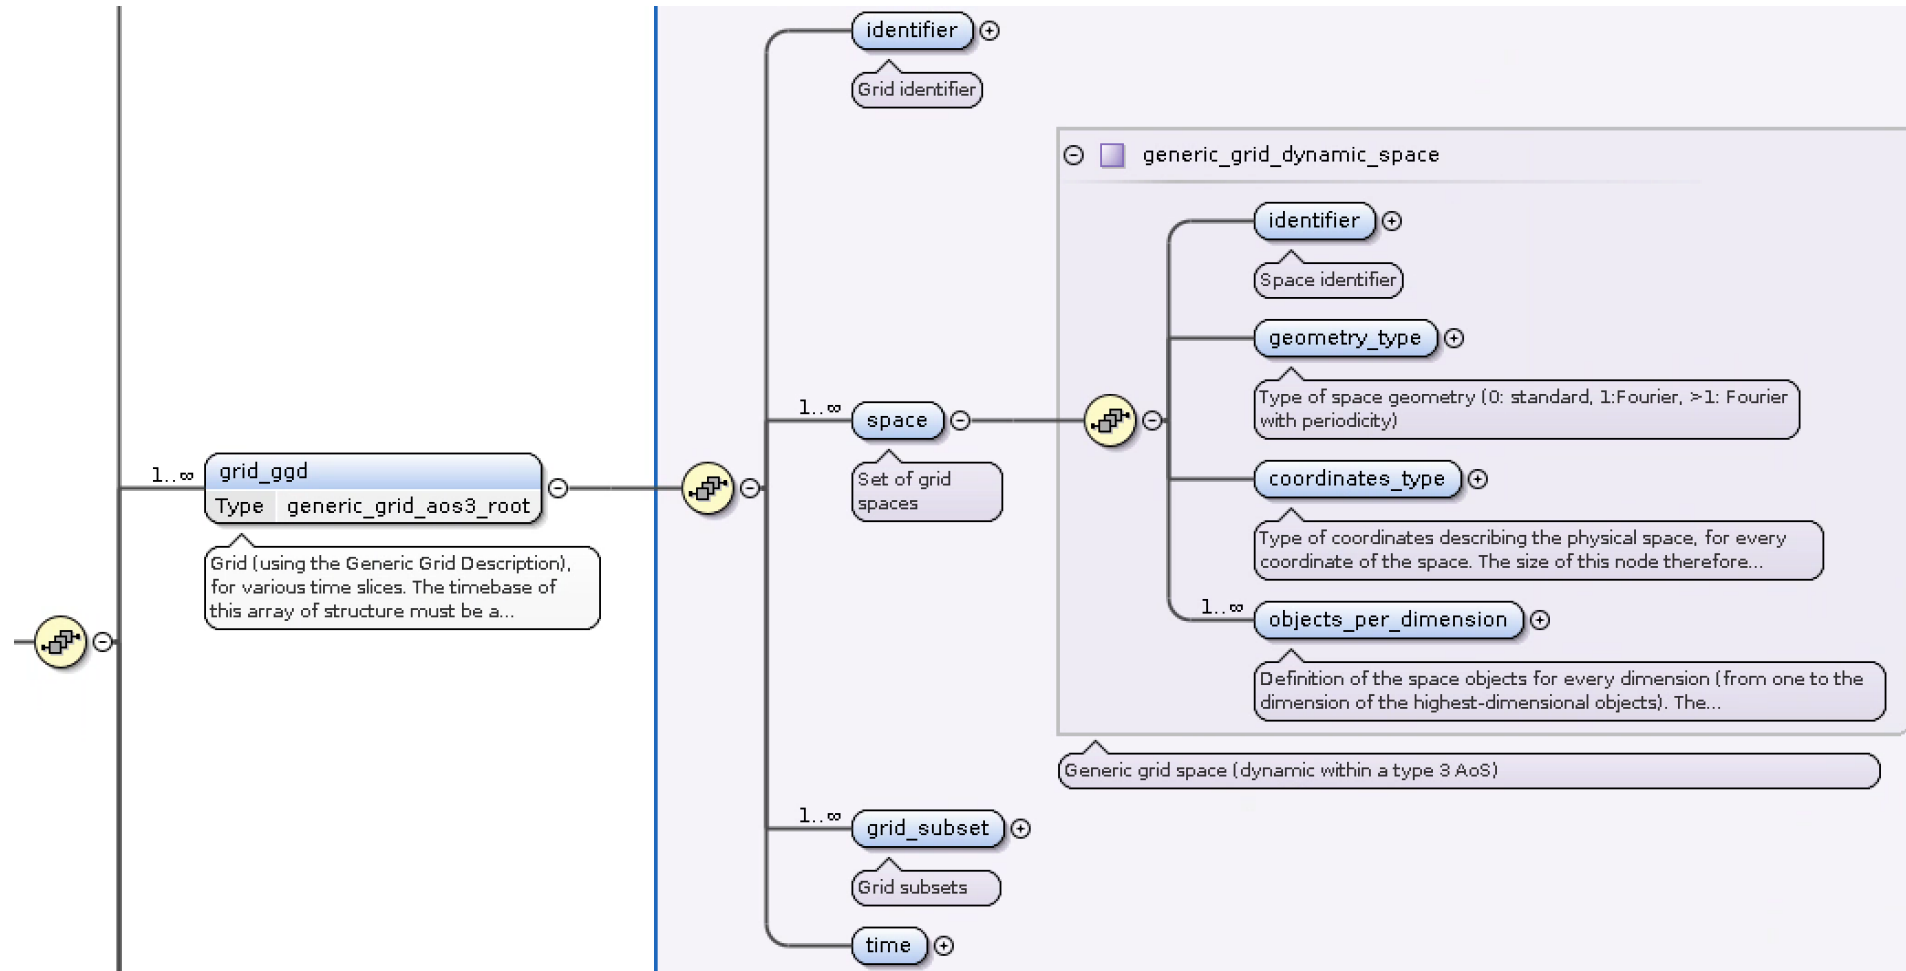 identifier
Grid identifier
generic_grid_dynamic_space
identifier
Space identifier
geometry_type
Type of space geometry (0: standard, 1:Fourier, >1: Fourier
with periodicity)
1..∞
space
Set of grid
spaces
coordinates_type
Type of coordinates describing the physical space, for every
coordinate of the space. The size of this node therefore...
1..∞
grid_ggd
Type generic_grid_aos3_root
Grid (using the Generic Grid Description),
for various time slices. The timebase of
this array of structure must be a...
1..∞
objects_per_dimension
Definition of the space objects for every dimension (from one to the
dimension of the highest-dimensional objects). The...
Generic grid space (dynamic within a type 3 AoS)
1..∞
grid_subset
Grid subsets
time